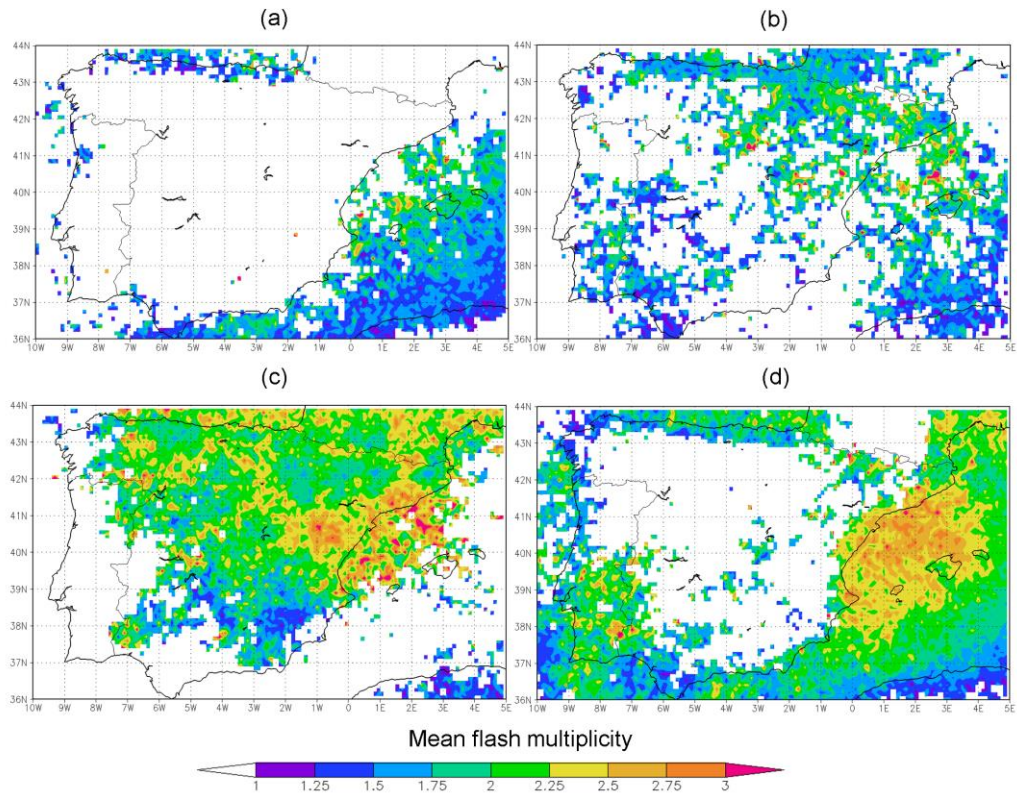 (a) (b)
44N 44N
43N 43N
42N 42N
41N 41N
40N 40N
39N 39N
38N 38N
37N 37N
36N 36N
10W 9W 8W 7W 6W 5W 4W 3W 2W 1W 0 1E 2E 3E 4E 5E 10W 9W 8W 7W 6W 5W 4W 3W 2W 1W 0 1E 2E 3E 4E 5E
(c) (d)
44N 44N
43N 43N
42N 42N
41N 41N
40N 40N
39N 39N
38N 38N
37N 37N
36N 36N
10W 9W 8W 7W 6W 5W 4W 3W 2W 1W 0 1E 2E 3E 4E 5E 10W 9W 8W 7W 6W 5W 4W 3W 2W 1W 0 1E 2E 3E 4E 5E
Mean flash multiplicity
1 1.25 1.5 1.75 2 2.25 2.5 2.75 3